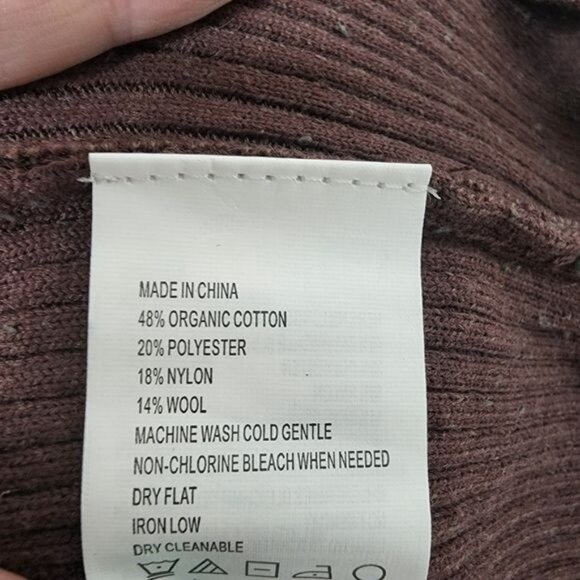 MADE IN CHINA
48% ORGANIC COTTON
20% POLYESTER
18% NYLON
14% WOOL
MACHINE WASH COLD GENTLE
NON-CHLORINE BLEACH WHEN NEEDED
DRY FLAT
IRON LOW
DRY CLEANABLE